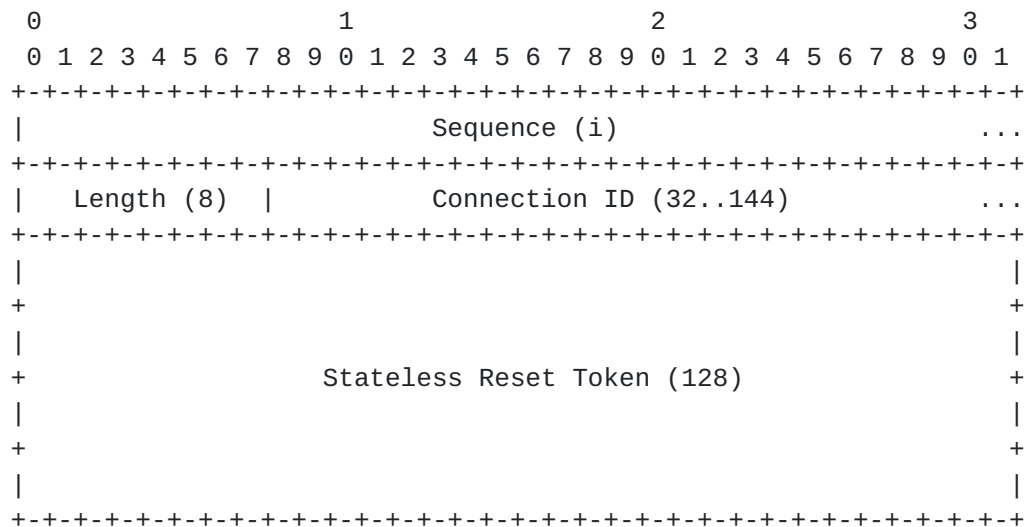 0                   1                   2                   3
 0 1 2 3 4 5 6 7 8 9 0 1 2 3 4 5 6 7 8 9 0 1 2 3 4 5 6 7 8 9 0 1
+-+-+-+-+-+-+-+-+-+-+-+-+-+-+-+-+-+-+-+-+-+-+-+-+-+-+-+-+-+-+-+-+
|                          Sequence (i)                       ...
+-+-+-+-+-+-+-+-+-+-+-+-+-+-+-+-+-+-+-+-+-+-+-+-+-+-+-+-+-+-+-+-+
|   Length (8)  |          Connection ID (32..144)            ...
+-+-+-+-+-+-+-+-+-+-+-+-+-+-+-+-+-+-+-+-+-+-+-+-+-+-+-+-+-+-+-+-+
|                                                               |
+                                                               +
|                                                               |
+                   Stateless Reset Token (128)                 +
|                                                               |
+                                                               +
|                                                               |
+-+-+-+-+-+-+-+-+-+-+-+-+-+-+-+-+-+-+-+-+-+-+-+-+-+-+-+-+-+-+-+-+